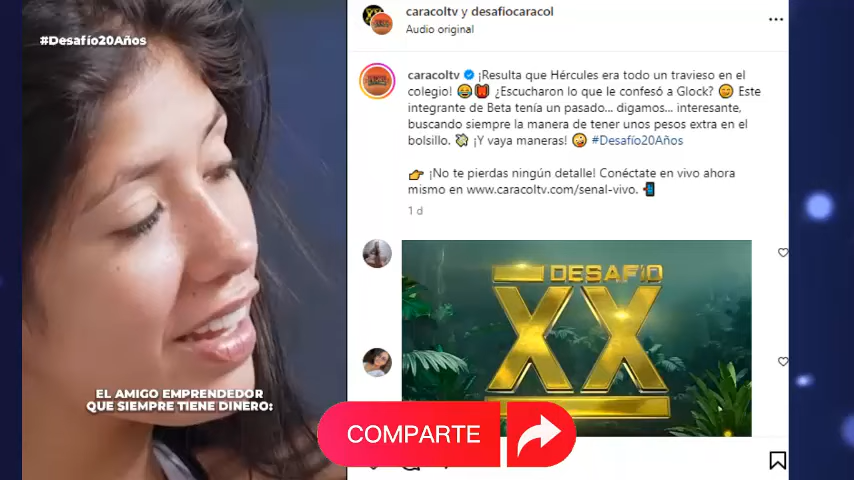 #Desafío20Años
EL AMIGO EMPRENDEDOR
QUE SIEMPRE TIENE DINERO:
caracoltv y desafiocaracol
Audio original
caracoltv ¡Resulta que Hércules era todo un travieso en el
colegio! 😂🎒 ¿Escucharon lo que le confesó a Glock? 😊 Este
integrante de Beta tenía un pasado... digamos... interesante,
buscando siempre la manera de tener unos pesos extra en el
bolsillo. 💸 ¡Y vaya maneras! 🤪 #Desafío20Años
👉 ¡No te pierdas ningún detalle! Conéctate en vivo ahora
mismo en www.caracoltv.com/senal-vivo. 📲
1 d
DESAFÍO
XX
COMPARTE